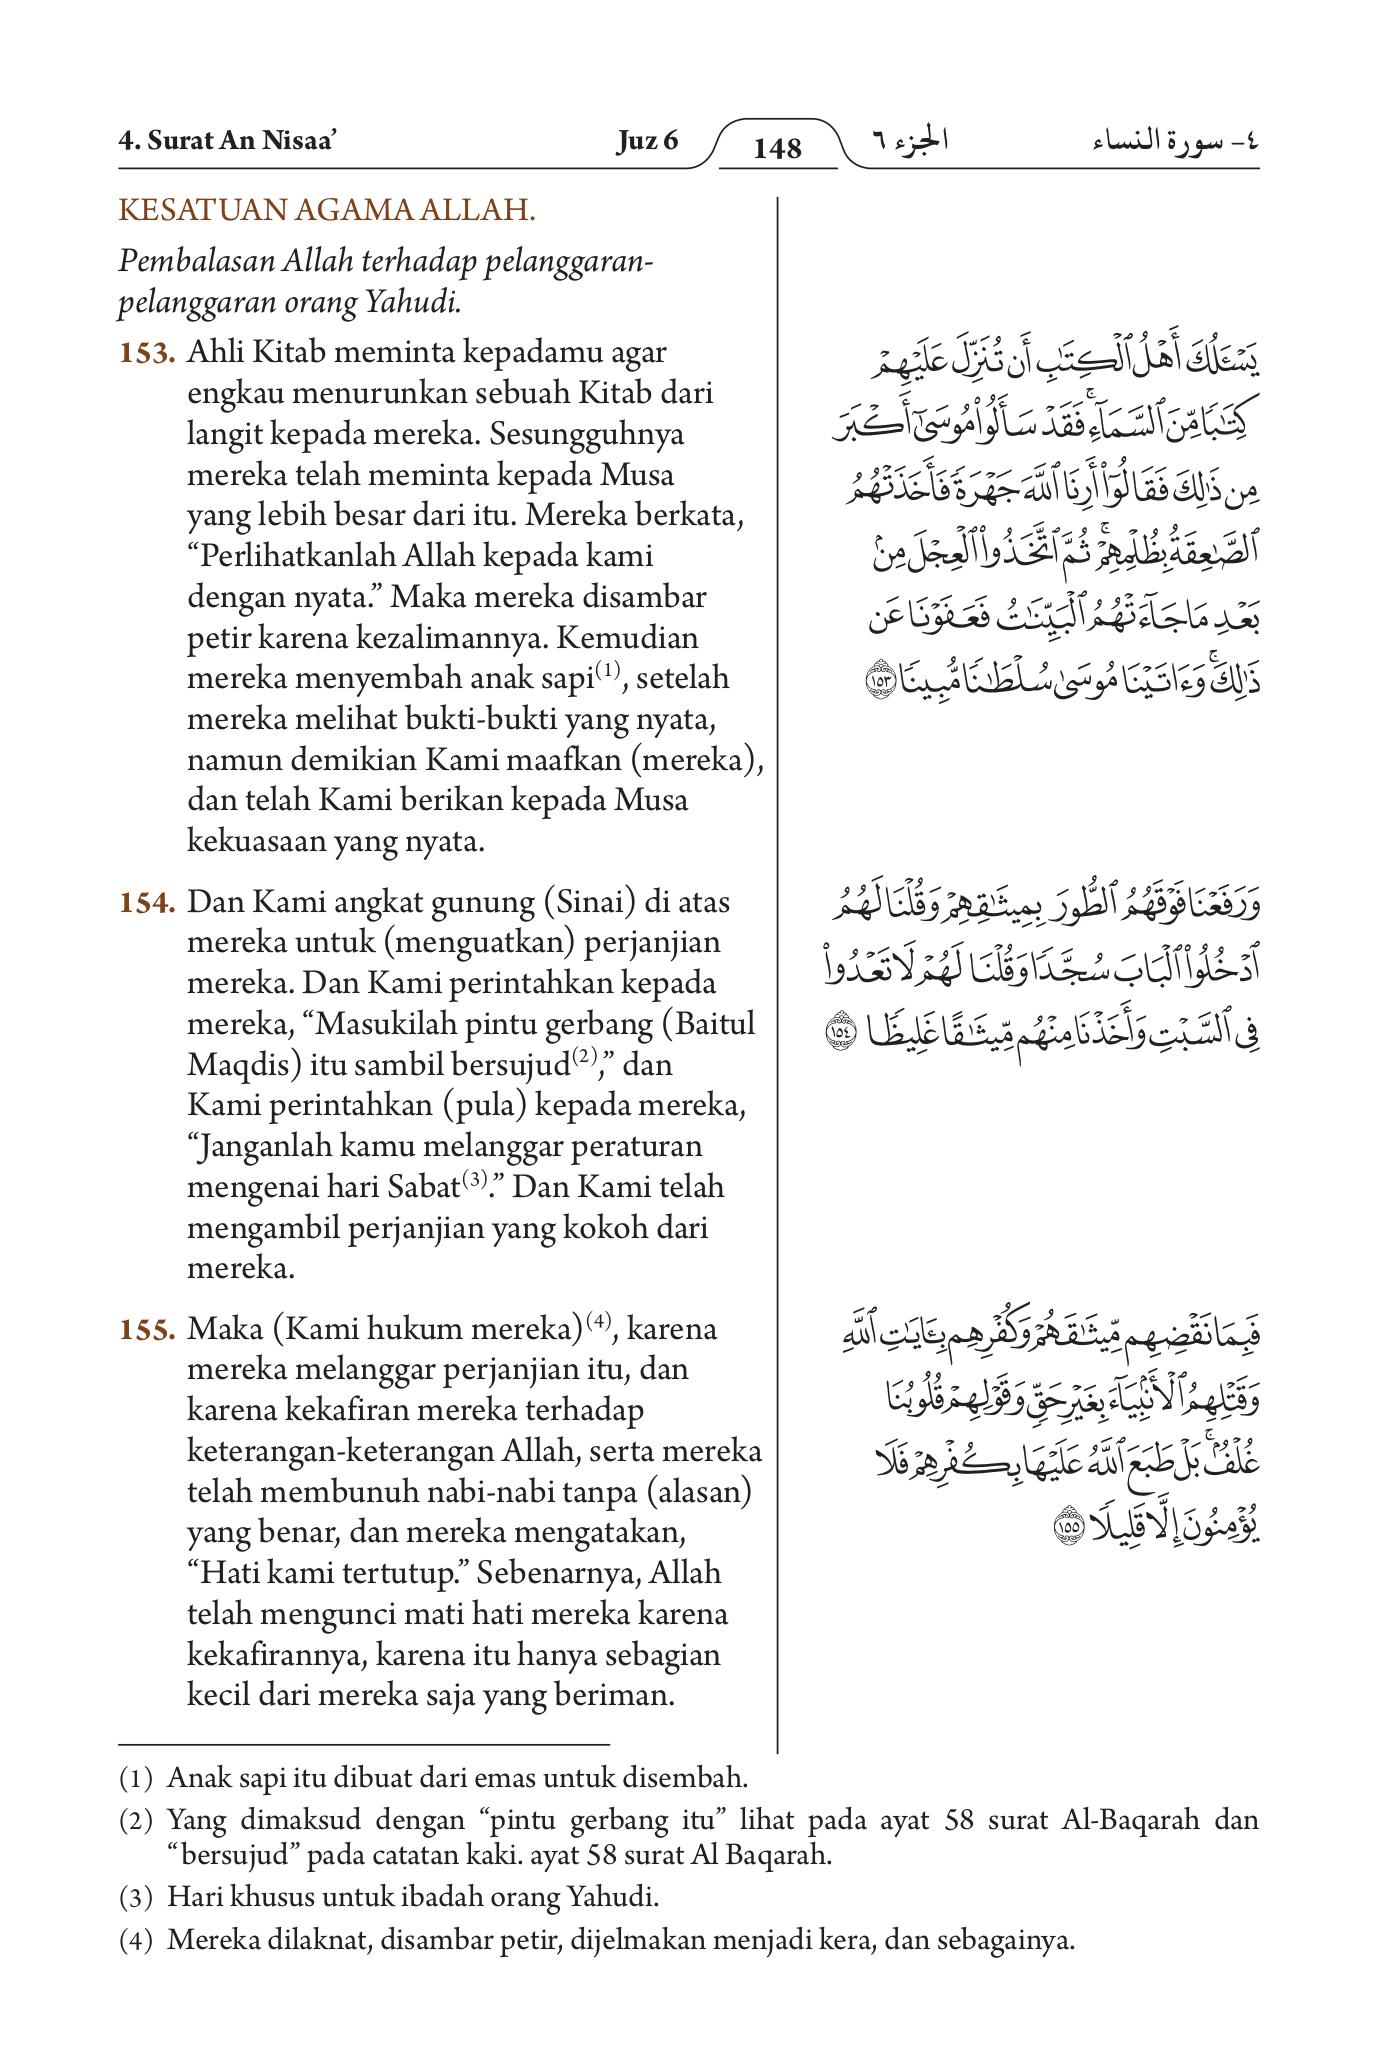 4. Surat An Nisaa’
Juz 6
148
الجزء ٦
٤- سورة النساء
KESATUAN AGAMA ALLAH.
Pembalasan Allah terhadap pelanggaran-
pelanggaran orang Yahudi.
153. Ahli Kitab meminta kepadamu agar
engkau menurunkan sebuah Kitab dari
langit kepada mereka. Sesungguhnya
mereka telah meminta kepada Musa
yang lebih besar dari itu. Mereka berkata,
“Perlihatkanlah Allah kepada kami
dengan nyata.” Maka mereka disambar
petir karena kezalimannya. Kemudian
mereka menyembah anak sapi(1), setelah
mereka melihat bukti-bukti yang nyata,
namun demikian Kami maafkan (mereka),
dan telah Kami berikan kepada Musa
kekuasaan yang nyata.
يَسْـَٔلُكَ أَهْلُ ٱلْكِتَٰبِ أَن تُنَزِّلَ عَلَيْهِمْ
كِتَٰبًا مِّنَ ٱلسَّمَآءِ ۚ فَقَدْ سَأَلُوا۟ مُوسَىٰٓ أَكْبَرَ
مِن ذَٰلِكَ فَقَالُوٓا۟ أَرِنَا ٱللَّهَ جَهْرَةً فَأَخَذَتْهُمُ
ٱلصَّٰعِقَةُ بِظُلْمِهِمْ ۚ ثُمَّ ٱتَّخَذُوا۟ ٱلْعِجْلَ مِنۢ
بَعْدِ مَا جَآءَتْهُمُ ٱلْبَيِّنَٰتُ فَعَفَوْنَا عَن
ذَٰلِكَ ۚ وَءَاتَيْنَا مُوسَىٰ سُلْطَٰنًا مُّبِينًا ١٥٣
154. Dan Kami angkat gunung (Sinai) di atas
mereka untuk (menguatkan) perjanjian
mereka. Dan Kami perintahkan kepada
mereka, “Masukilah pintu gerbang (Baitul
Maqdis) itu sambil bersujud(2),” dan
Kami perintahkan (pula) kepada mereka,
“Janganlah kamu melanggar peraturan
mengenai hari Sabat(3).” Dan Kami telah
mengambil perjanjian yang kokoh dari
mereka.
وَرَفَعْنَا فَوْقَهُمُ ٱلطُّورَ بِمِيثَٰقِهِمْ وَقُلْنَا لَهُمُ
ٱدْخُلُوا۟ ٱلْبَابَ سُجَّدًا وَقُلْنَا لَهُمْ لَا تَعْدُوا۟
فِى ٱلسَّبْتِ وَأَخَذْنَا مِنْهُم مِّيثَٰقًا غَلِيظًا ١٥٤
155. Maka (Kami hukum mereka)(4), karena
mereka melanggar perjanjian itu, dan
karena kekafiran mereka terhadap
keterangan-keterangan Allah, serta mereka
telah membunuh nabi-nabi tanpa (alasan)
yang benar, dan mereka mengatakan,
“Hati kami tertutup.” Sebenarnya, Allah
telah mengunci mati hati mereka karena
kekafirannya, karena itu hanya sebagian
kecil dari mereka saja yang beriman.
فَبِمَا نَقْضِهِم مِّيثَٰقَهُمْ وَكُفْرِهِم بِـَٔايَٰتِ ٱللَّهِ
وَقَتْلِهِمُ ٱلْأَنۢبِيَآءَ بِغَيْرِ حَقٍّ وَقَوْلِهِمْ قُلُوبُنَا
غُلْفٌۢ ۚ بَلْ طَبَعَ ٱللَّهُ عَلَيْهَا بِكُفْرِهِمْ فَلَا
يُؤْمِنُونَ إِلَّا قَلِيلًا ١٥٥
(1) Anak sapi itu dibuat dari emas untuk disembah.
(2) Yang dimaksud dengan “pintu gerbang itu” lihat pada ayat 58 surat Al-Baqarah dan
“bersujud” pada catatan kaki. ayat 58 surat Al Baqarah.
(3) Hari khusus untuk ibadah orang Yahudi.
(4) Mereka dilaknat, disambar petir, dijelmakan menjadi kera, dan sebagainya.